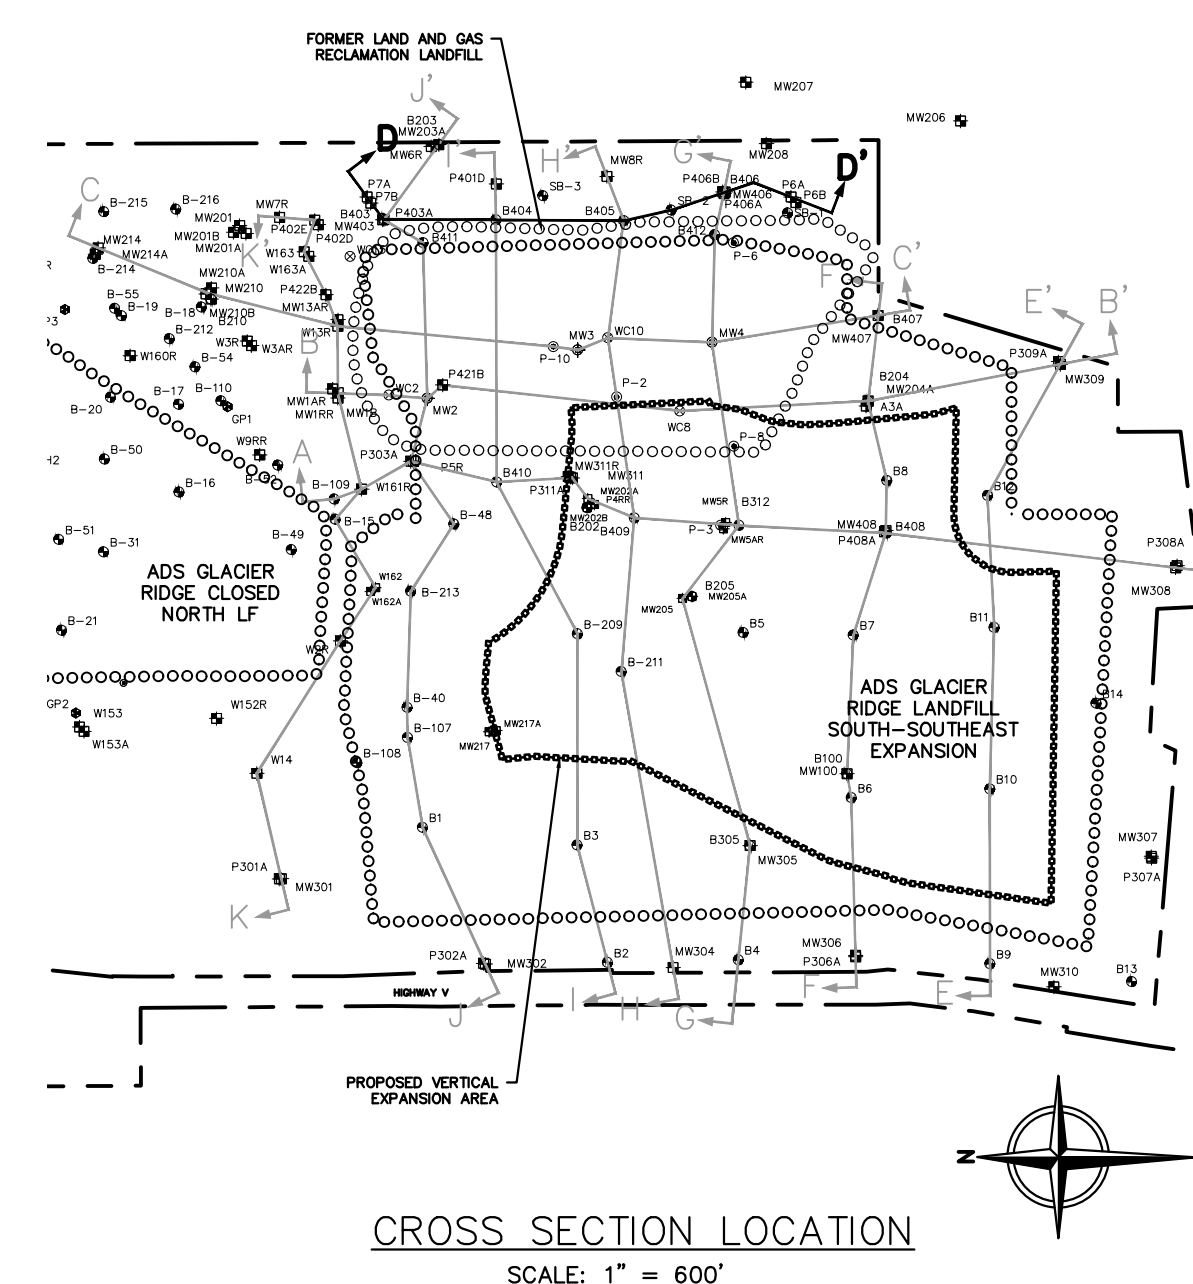 FORMER LAND AND GAS
RECLAMATION LANDFILL
MW207
MW206
J'
B203
MW203A
MW6R
D
I'
H'
MW8R
G'
MW208
D'
P401D
SB-3
P406B
B406
MW406
P406A
SB-2
P6A
P6B
SB-1
P7A
P7B
B403
MW403
P403A
B404
B405
B412
P-6
B411
C
B-215
B-216
MW7R
MW201
MW201B
MW201A
P402E
P402D
K'
W163
W163A
MW214
MW214A
B-214
R
MW210A
MW210
MW210B
B210
P422B
MW13AR
W13R
B-55
B-19
B-18
P3
B-212
W3R
W3AR
W160R
B-54
B
F'
C'
B407
MW407
E'
B'
P309A
MW309
MW3
P-10
WC10
MW4
P421B
WC2
MW2
P-2
WC8
B204
MW204A
A3A
MW1AR
MW1RR
MW1B
B-17
B-110
GP1
B-20
W9RR
B-52
A
B-50
H2
B-16
B-109
P303A
P5R
W161R
B-15
B410
MW311R
MW311
P311A
MW202A
P4RR
MW202B
B202
B409
P-8
MW5R
B312
P-3
MW5AR
B8
B12
MW408
B408
P408A
P308A
MW308
B-51
B-31
B-49
B-48
ADS GLACIER
RIDGE CLOSED
NORTH LF
W162
W162A
B-213
B205
MW205
MW205A
B-21
W2R
B-209
B5
B7
B11
B-211
GP2
W153
W153A
W152R
B-40
B-107
MW217A
MW217
B-108
ADS GLACIER
RIDGE LANDFILL
SOUTH-SOUTHEAST
EXPANSION
B14
W14
B100
MW100
B6
B10
B1
B3
B305
MW305
MW307
P307A
P301A
MW301
K
P302A
MW302
B2
MW304
B4
MW306
P306A
B9
MW310
B13
HIGHWAY V
J
I
H
G
F
E
PROPOSED VERTICAL
EXPANSION AREA
N
CROSS SECTION LOCATION
SCALE: 1" = 600'